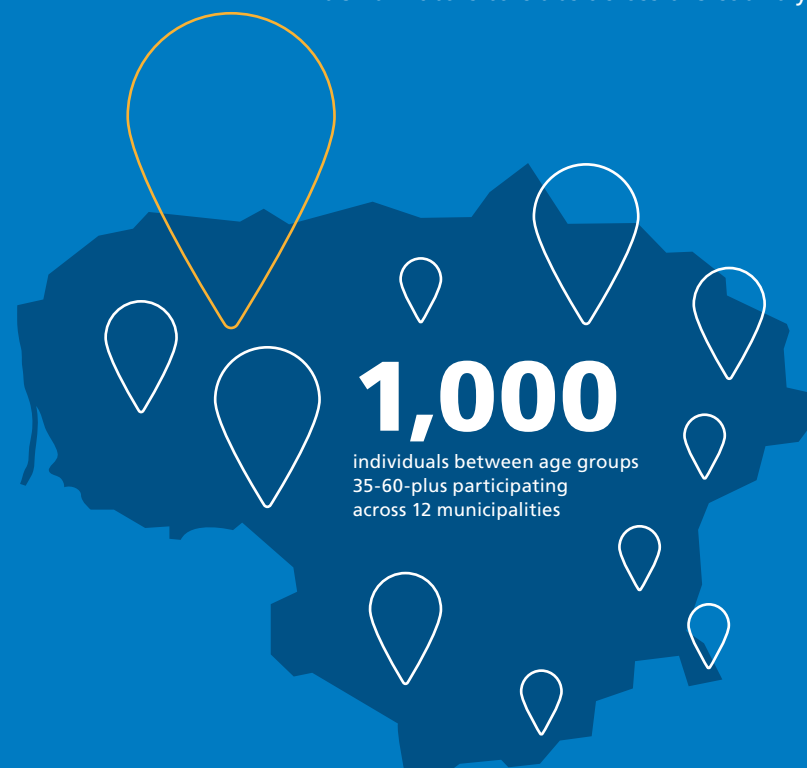 1,000
individuals between age groups
35-60-plus participating
across 12 municipalities